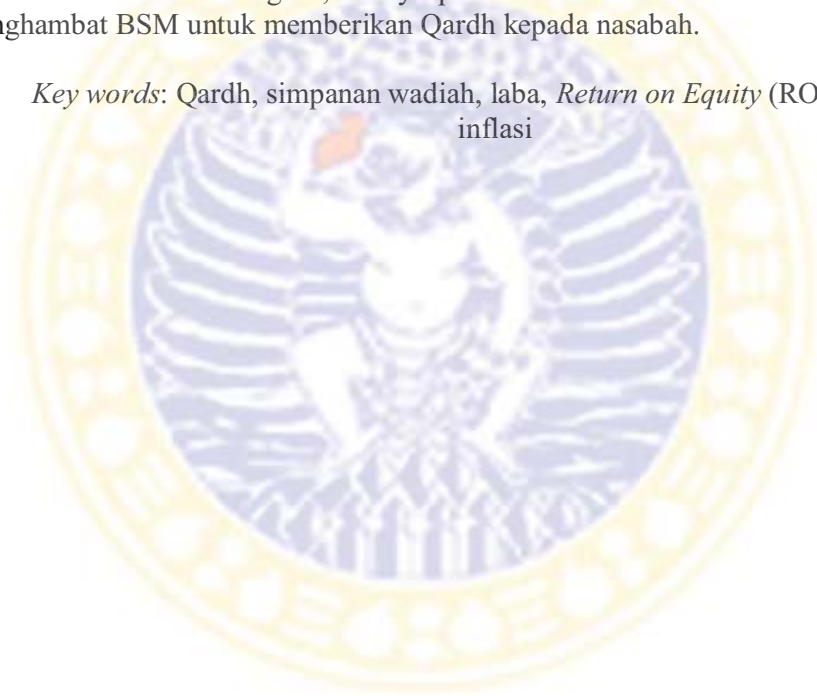 nghambat BSM untuk memberikan Qardh kepada nasabah.
Key words: Qardh, simpanan wadiah, laba, Return on Equity (RO
inflasi